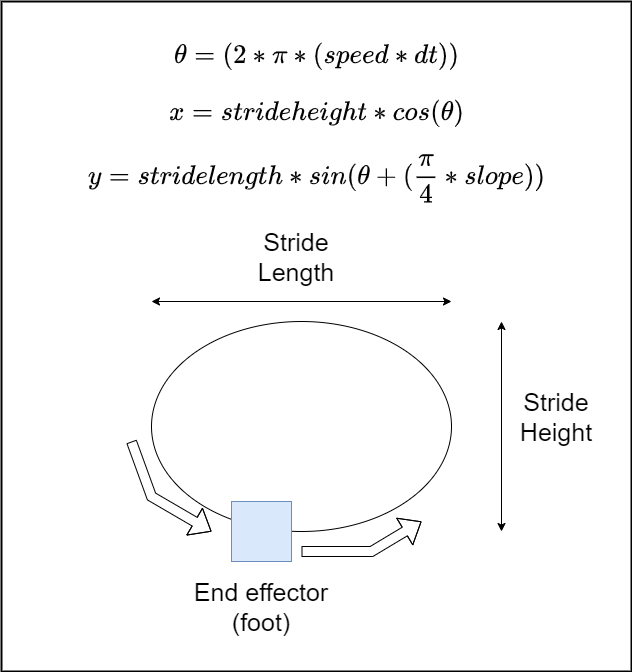 θ = (2 * π * (speed * dt))
x = strideheight * cos(θ)
y = stridelength * sin(θ + (π/4 * slope))
Stride
Length
Stride
Height
End effector
(foot)